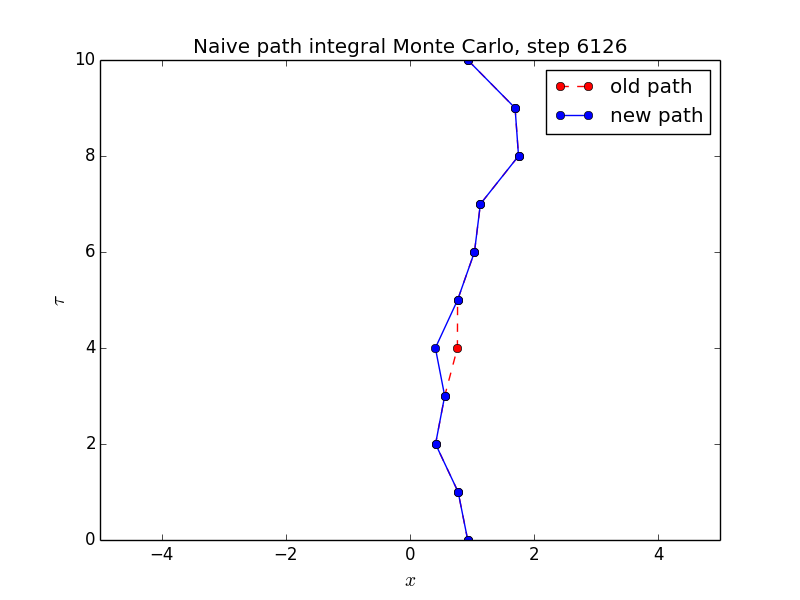 Naive path integral Monte Carlo, step 6126
10
old path
new path
8
6
τ
4
2
0
−4 −2 0 2 4
x